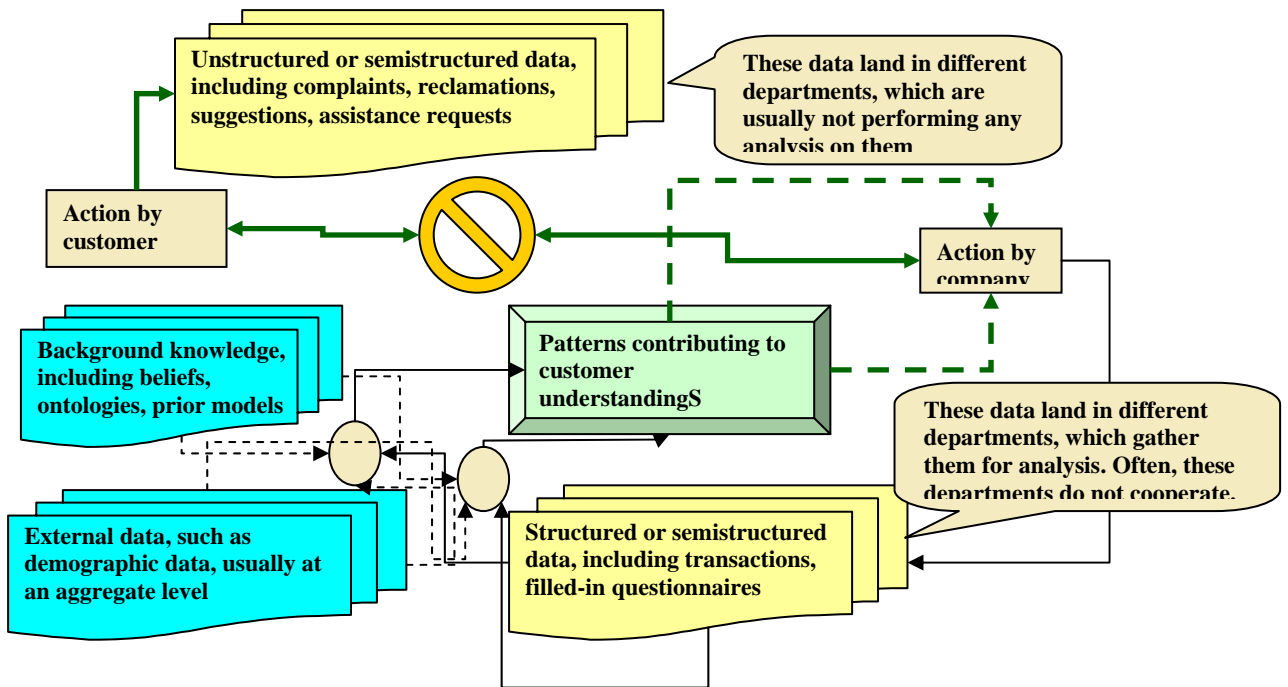 Unstructured or semistructured data,
including complaints, reclamations,
suggestions, assistance requests
These data land in different
departments, which are
usually not performing any
analysis on them
Action by
customer
Action by
company
Background knowledge,
including beliefs,
ontologies, prior models
Patterns contributing to
customer
understandingS
These data land in different
departments, which gather
them for analysis. Often, these
departments do not cooperate.
External data, such as
demographic data, usually at
an aggregate level
Structured or semistructured
data, including transactions,
filled-in questionnaires